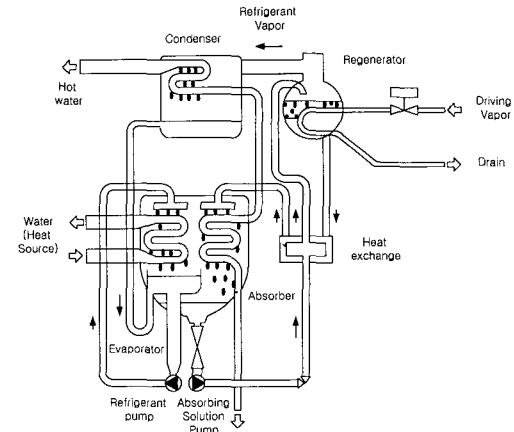 Refrigerant
Vapor
Condenser
Regenerator
Hot
water
Driving
Vapor
Drain
Water
(Heat
Source)
Heat
exchange
Absorber
Evaporator
Refrigerant
pump
Absorbing
Solution
Pump